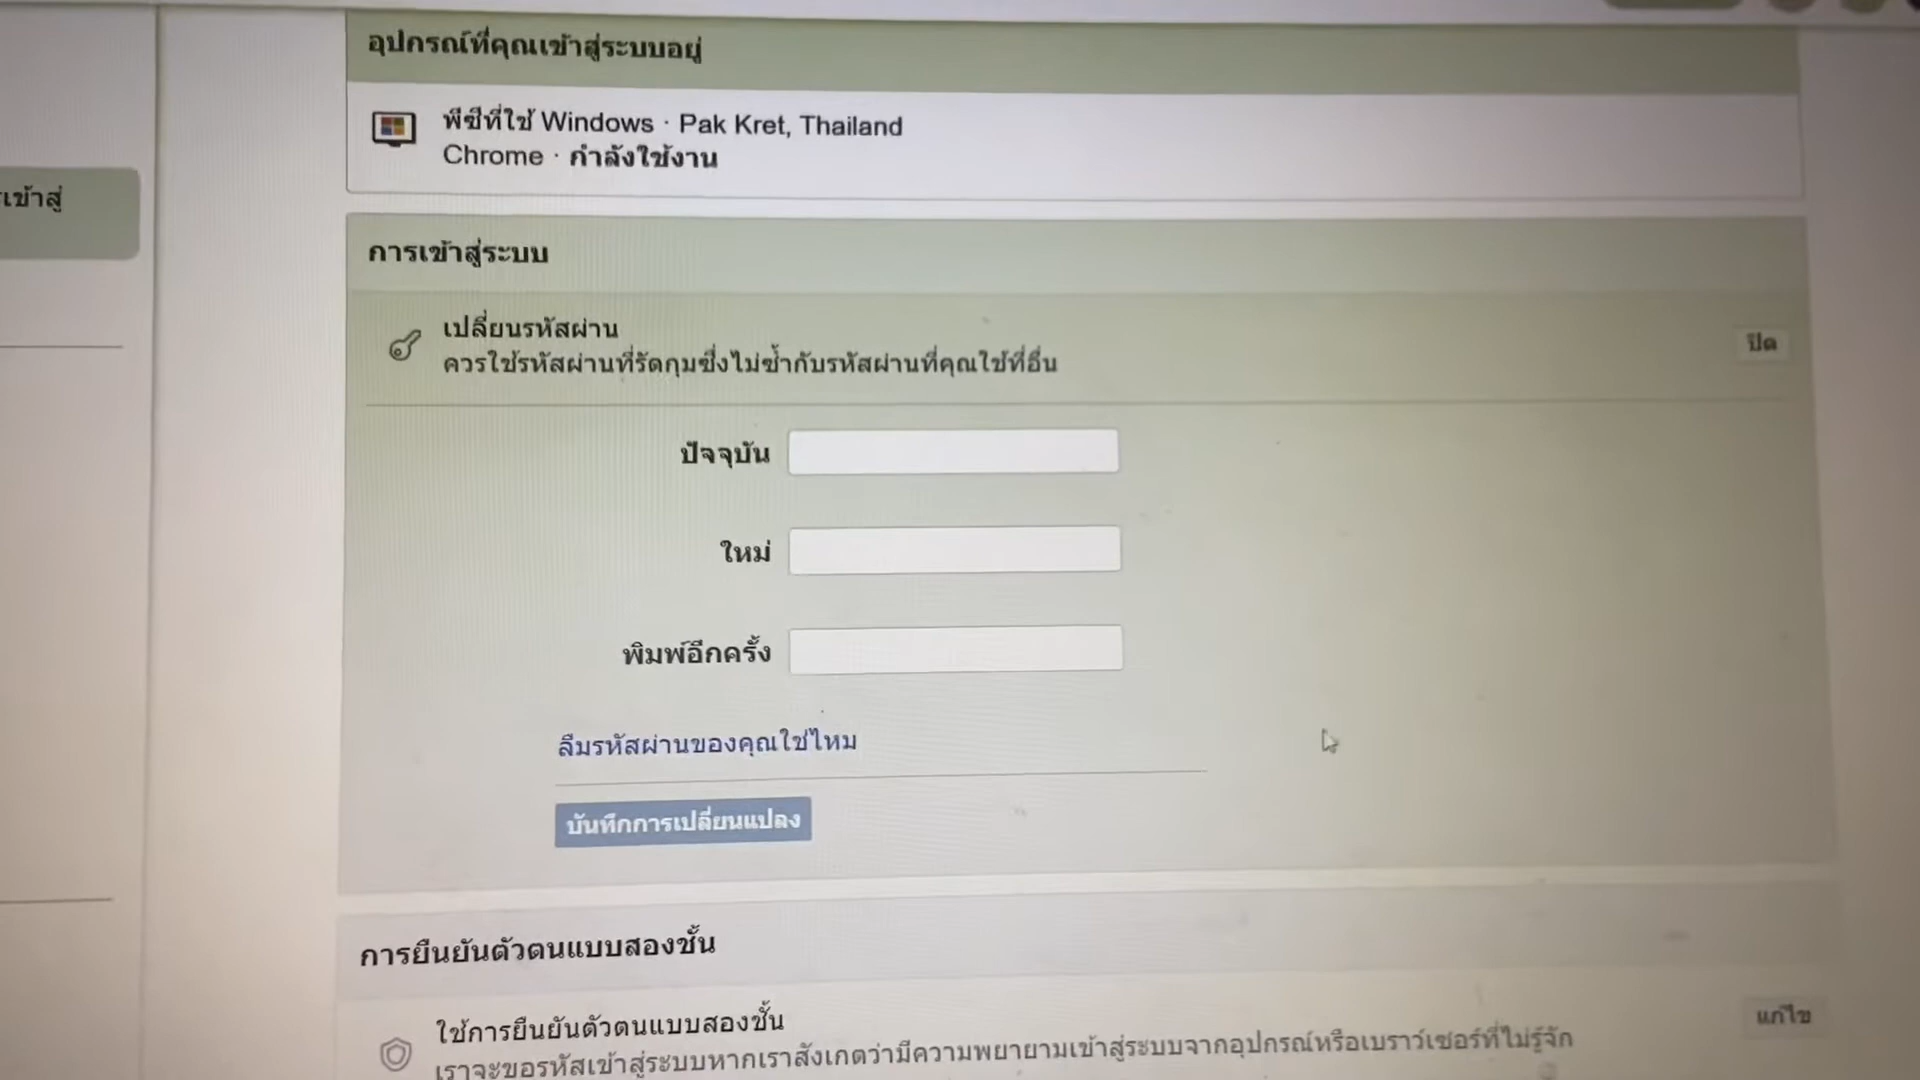 อุปกรณ์ที่คุณเข้าสู่ระบบอยู่
พีซีที่ใช้ Windows · Pak Kret, Thailand
Chrome · กำลังใช้งาน
เข้าสู่
การเข้าสู่ระบบ
เปลี่ยนรหัสผ่าน
ควรใช้รหัสผ่านที่รัดกุมซึ่งไม่ซ้ำกับรหัสผ่านที่คุณใช้ที่อื่น
ปิด
ปัจจุบัน
ใหม่
พิมพ์อีกครั้ง
ลืมรหัสผ่านของคุณใช่ไหม
บันทึกการเปลี่ยนแปลง
การยืนยันตัวตนแบบสองชั้น
ใช้การยืนยันตัวตนแบบสองชั้น
แก้ไข
เราจะขอรหัสเข้าสู่ระบบหากเราสังเกตว่ามีความพยายามเข้าสู่ระบบจากอุปกรณ์หรือเบราว์เซอร์ที่ไม่รู้จัก